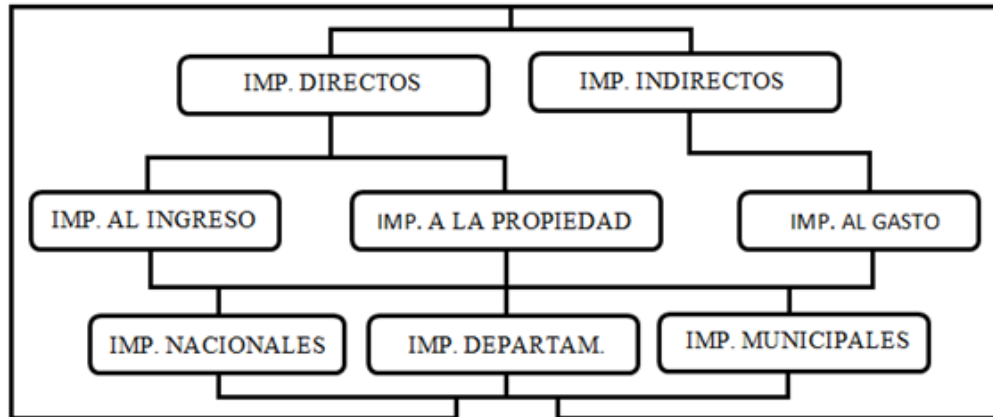 IMP. DIRECTOS
IMP. INDIRECTOS
IMP. AL INGRESO
IMP. A LA PROPIEDAD
IMP. AL GASTO
IMP. NACIONALES
IMP. DEPARTAM.
IMP. MUNICIPALES